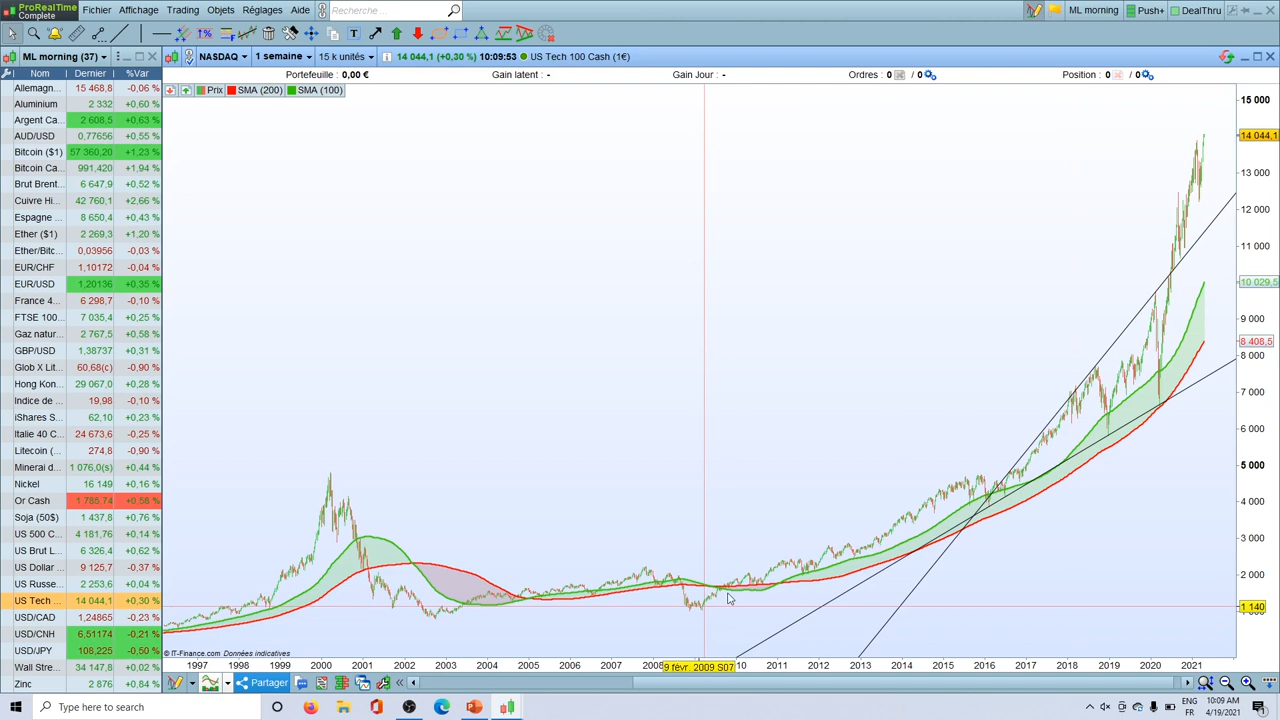 ProRealTime
Complete
Fichier Affichage Trading Objets Réglages Aide Recherche ML morning Push+ DealThru
ML morning (37) NASDAQ 1 semaine 15 k unités 14 044,1 (+0,30 %) 10:09:53 US Tech 100 Cash (1€)
Nom Dernier %Var Portefeuille : 0,00 € Gain latent : - Gain Jour : - Ordres : 0 / 0 Position : 0 / 0
Prix SMA (200) SMA (100)
Allemagn... 15 468,8 -0,06 %
Aluminium 2 332 +0,60 %
Argent Ca... 2 608,5 +0,63 %
AUD/USD 0,77656 +0,55 %
Bitcoin ($1) 57 360,20 +1,23 %
Bitcoin Ca... 991,420 +1,94 %
Brut Brent... 6 647,9 +0,52 %
Cuivre Hi... 42 760,1 +2,66 %
Espagne ... 8 650,4 +0,43 %
Ether ($1) 2 269,3 +1,20 %
Ether/Bitc... 0,03956 -0,03 %
EUR/CHF 1,10172 -0,04 %
EUR/USD 1,20136 +0,35 %
France 4... 6 298,7 -0,10 %
FTSE 100... 7 035,4 +0,25 %
Gaz natur... 2 767,5 +0,58 %
GBP/USD 1,38737 +0,31 %
Glob X Lit... 60,68(c) -0,90 %
Hong Kon... 29 067,0 +0,28 %
Indice de ... 19,98 -0,10 %
iShares S... 62,10 +0,23 %
Italie 40 C... 24 673,6 -0,25 %
Litecoin (... 274,8 -0,90 %
Minerai d... 1 076,0(s) +0,44 %
Nickel 16 149 +0,16 %
Or Cash 1 785 74 +0,58 %
Soja (50$) 1 437,8 +0,76 %
US 500 C... 4 181,76 +0,14 %
US Brut L... 6 326,4 +0,62 %
US Dollar ... 9 125,7 -0,37 %
US Russe... 2 253,6 +0,04 %
US Tech ... 14 044,1 +0,30 %
USD/CAD 1,24865 -0,23 %
USD/CNH 6,51174 -0,21 %
USD/JPY 108,225 -0,50 %
Wall Stre... 34 147,8 +0,02 %
Zinc 2 876 +0,84 %
15 000
14 044,1
13 000
12 000
11 000
10 029,5
9 000
8 408,5
8 000
7 000
6 000
5 000
4 000
3 000
2 000
1 140
© IT-Finance.com Données indicatives
1997 1998 1999 2000 2001 2002 2003 2004 2005 2006 2007 2008 9 févr. 2009 S07 10 2011 2012 2013 2014 2015 2016 2017 2018 2019 2020 2021
Partager
Type here to search ENG 10:09 AM
FR 4/19/2021